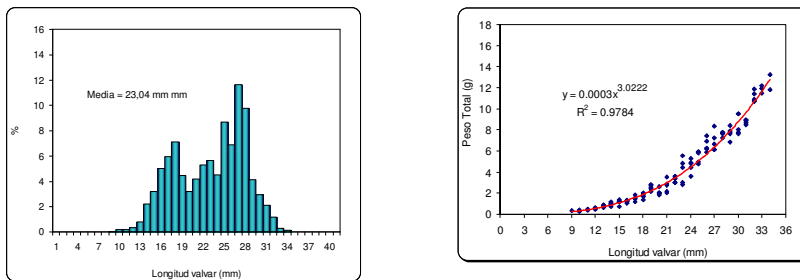 16
14
12
10
8
6
4
2
0
%
Media = 23,04 mm mm
1 4 7 10 13 16 19 22 25 28 31 34 37 40
Longitud valvar (mm)
18
16
14
12
10
8
6
4
2
0
Peso Total (g)
y = 0.0003x^3.0222
R² = 0.9784
0 3 6 9 12 15 18 21 24 27 30 33 36
Longitud valvar (mm)